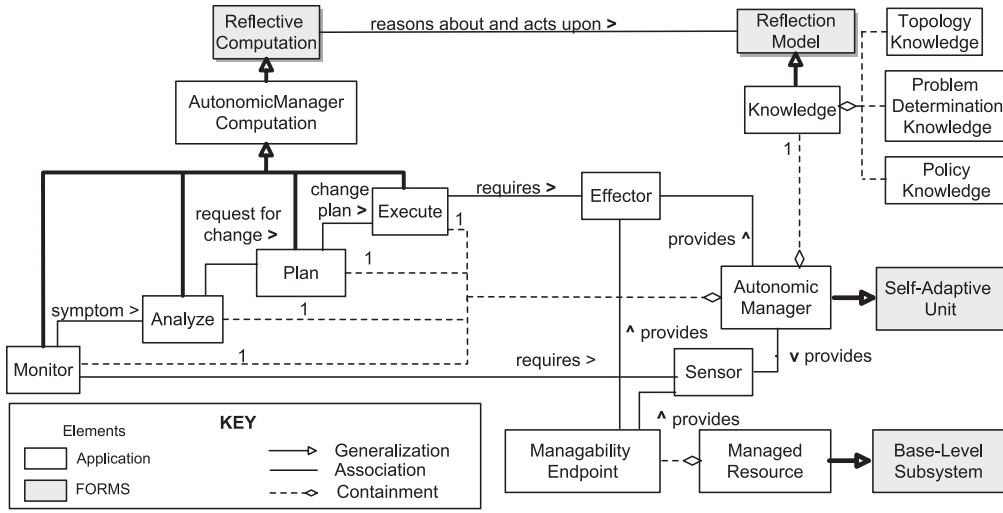 Reflective
Computation
reasons about and acts upon >
Reflection
Model
Topology
Knowledge
AutonomicManager
Computation
Knowledge
Problem
Determination
Knowledge
1
Policy
Knowledge
change
plan >
Execute
requires >
Effector
1
request for
change >
provides ^
Plan
1
Autonomic
Manager
Self-Adaptive
Unit
symptom >
Analyze
1
^ provides
Monitor
1
requires >
Sensor
v provides
^ provides
KEY
Elements
Application
FORMS
Generalization
Association
Containment
Managability
Endpoint
Managed
Resource
Base-Level
Subsystem